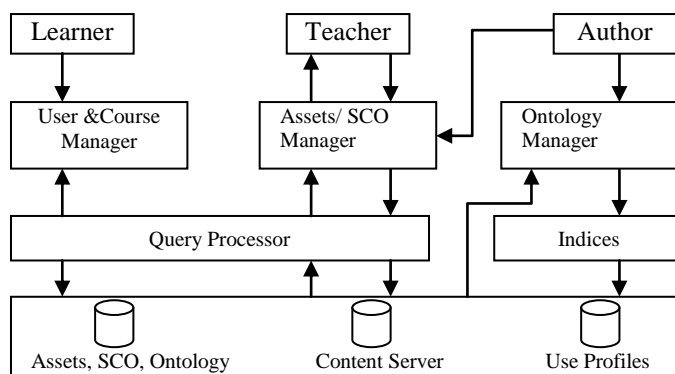 Learner
Teacher
Author
User &Course
Manager
Assets/ SCO
Manager
Ontology
Manager
Query Processor
Indices
Assets, SCO, Ontology
Content Server
Use Profiles